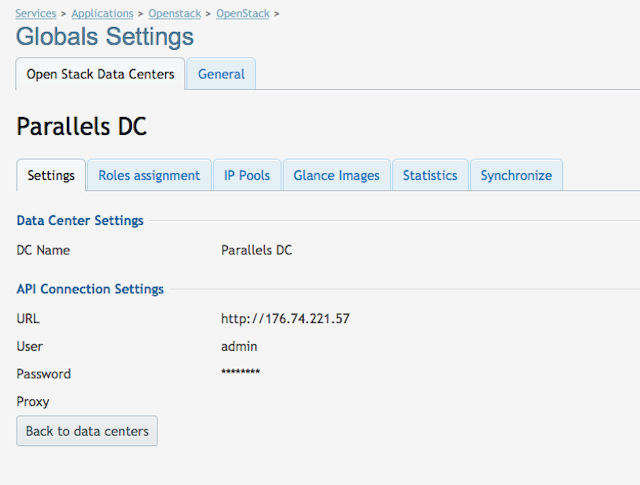 Services > Applications > Openstack > OpenStack >
Globals Settings
Open Stack Data Centers General
Parallels DC
Settings Roles assignment IP Pools Glance Images Statistics Synchronize
Data Center Settings
DC Name Parallels DC
API Connection Settings
URL http://176.74.221.57
User admin
Password ********
Proxy
Back to data centers